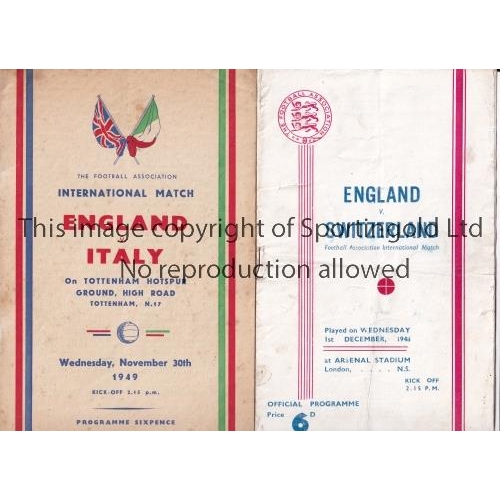 THE FOOTBALL ASSOCIATION
INTERNATIONAL MATCH
ENGLAND
ITALY
On TOTTENHAM HOTSPUR
GROUND, HIGH ROAD
TOTTENHAM, N.17
Wednesday, November 30th
1949
KICK-OFF 2.15 p.m.
PROGRAMME SIXPENCE
THE FOOTBALL ASSOCIATION
ENGLAND
V.
SWITZERLAND
Football Association International Match
Played on WEDNESDAY
1st DECEMBER, 1948
at ARSENAL STADIUM
London, N.5.
KICK OFF
2.15 P.M.
OFFICIAL PROGRAMME
Price 6D
This image copyright of Sportingold Ltd
No reproduction allowed